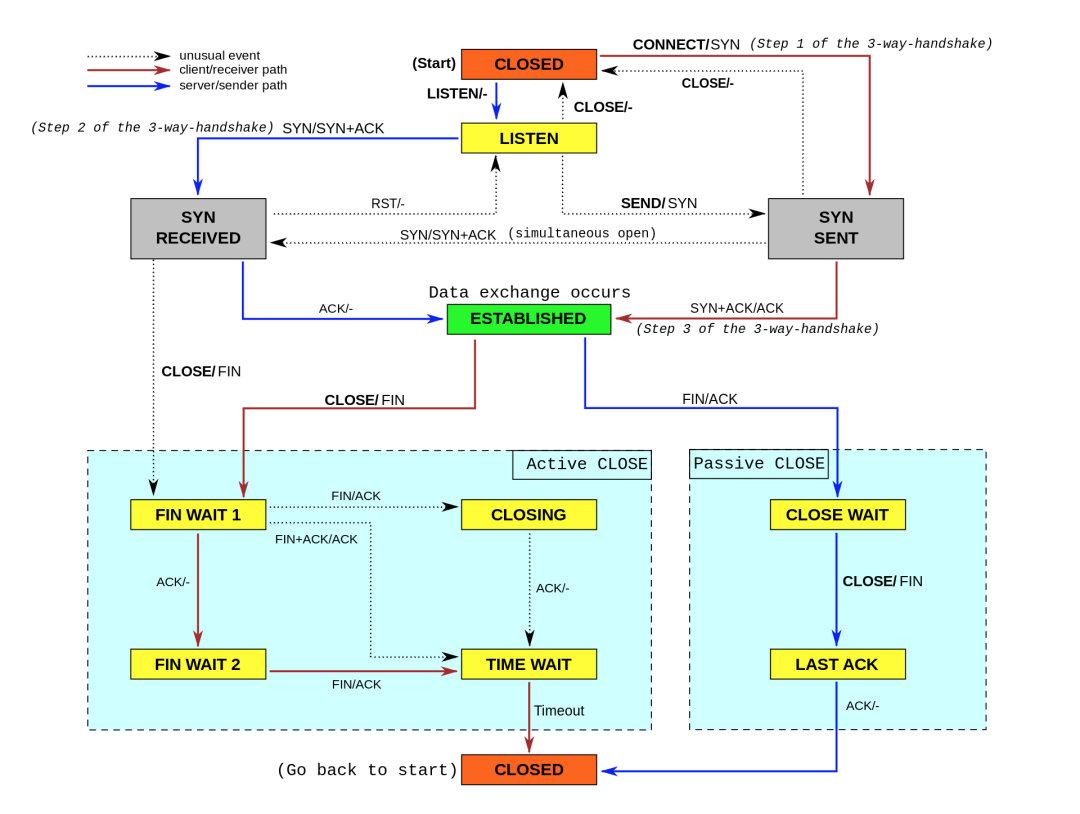 unusual event
client/receiver path
server/sender path
(Start)
CLOSED
CONNECT/SYN (Step 1 of the 3-way-handshake)
CLOSE/-
LISTEN/-
CLOSE/-
(Step 2 of the 3-way-handshake) SYN/SYN+ACK
LISTEN
RST/-
SEND/SYN
SYN
RECEIVED
SYN
SENT
SYN/SYN+ACK (simultaneous open)
Data exchange occurs
ACK/-
ESTABLISHED
SYN+ACK/ACK
(Step 3 of the 3-way-handshake)
CLOSE/FIN
CLOSE/FIN
FIN/ACK
Active CLOSE
Passive CLOSE
FIN WAIT 1
FIN/ACK
CLOSING
CLOSE WAIT
FIN+ACK/ACK
ACK/-
ACK/-
CLOSE/FIN
FIN WAIT 2
TIME WAIT
LAST ACK
FIN/ACK
Timeout
ACK/-
(Go back to start)
CLOSED